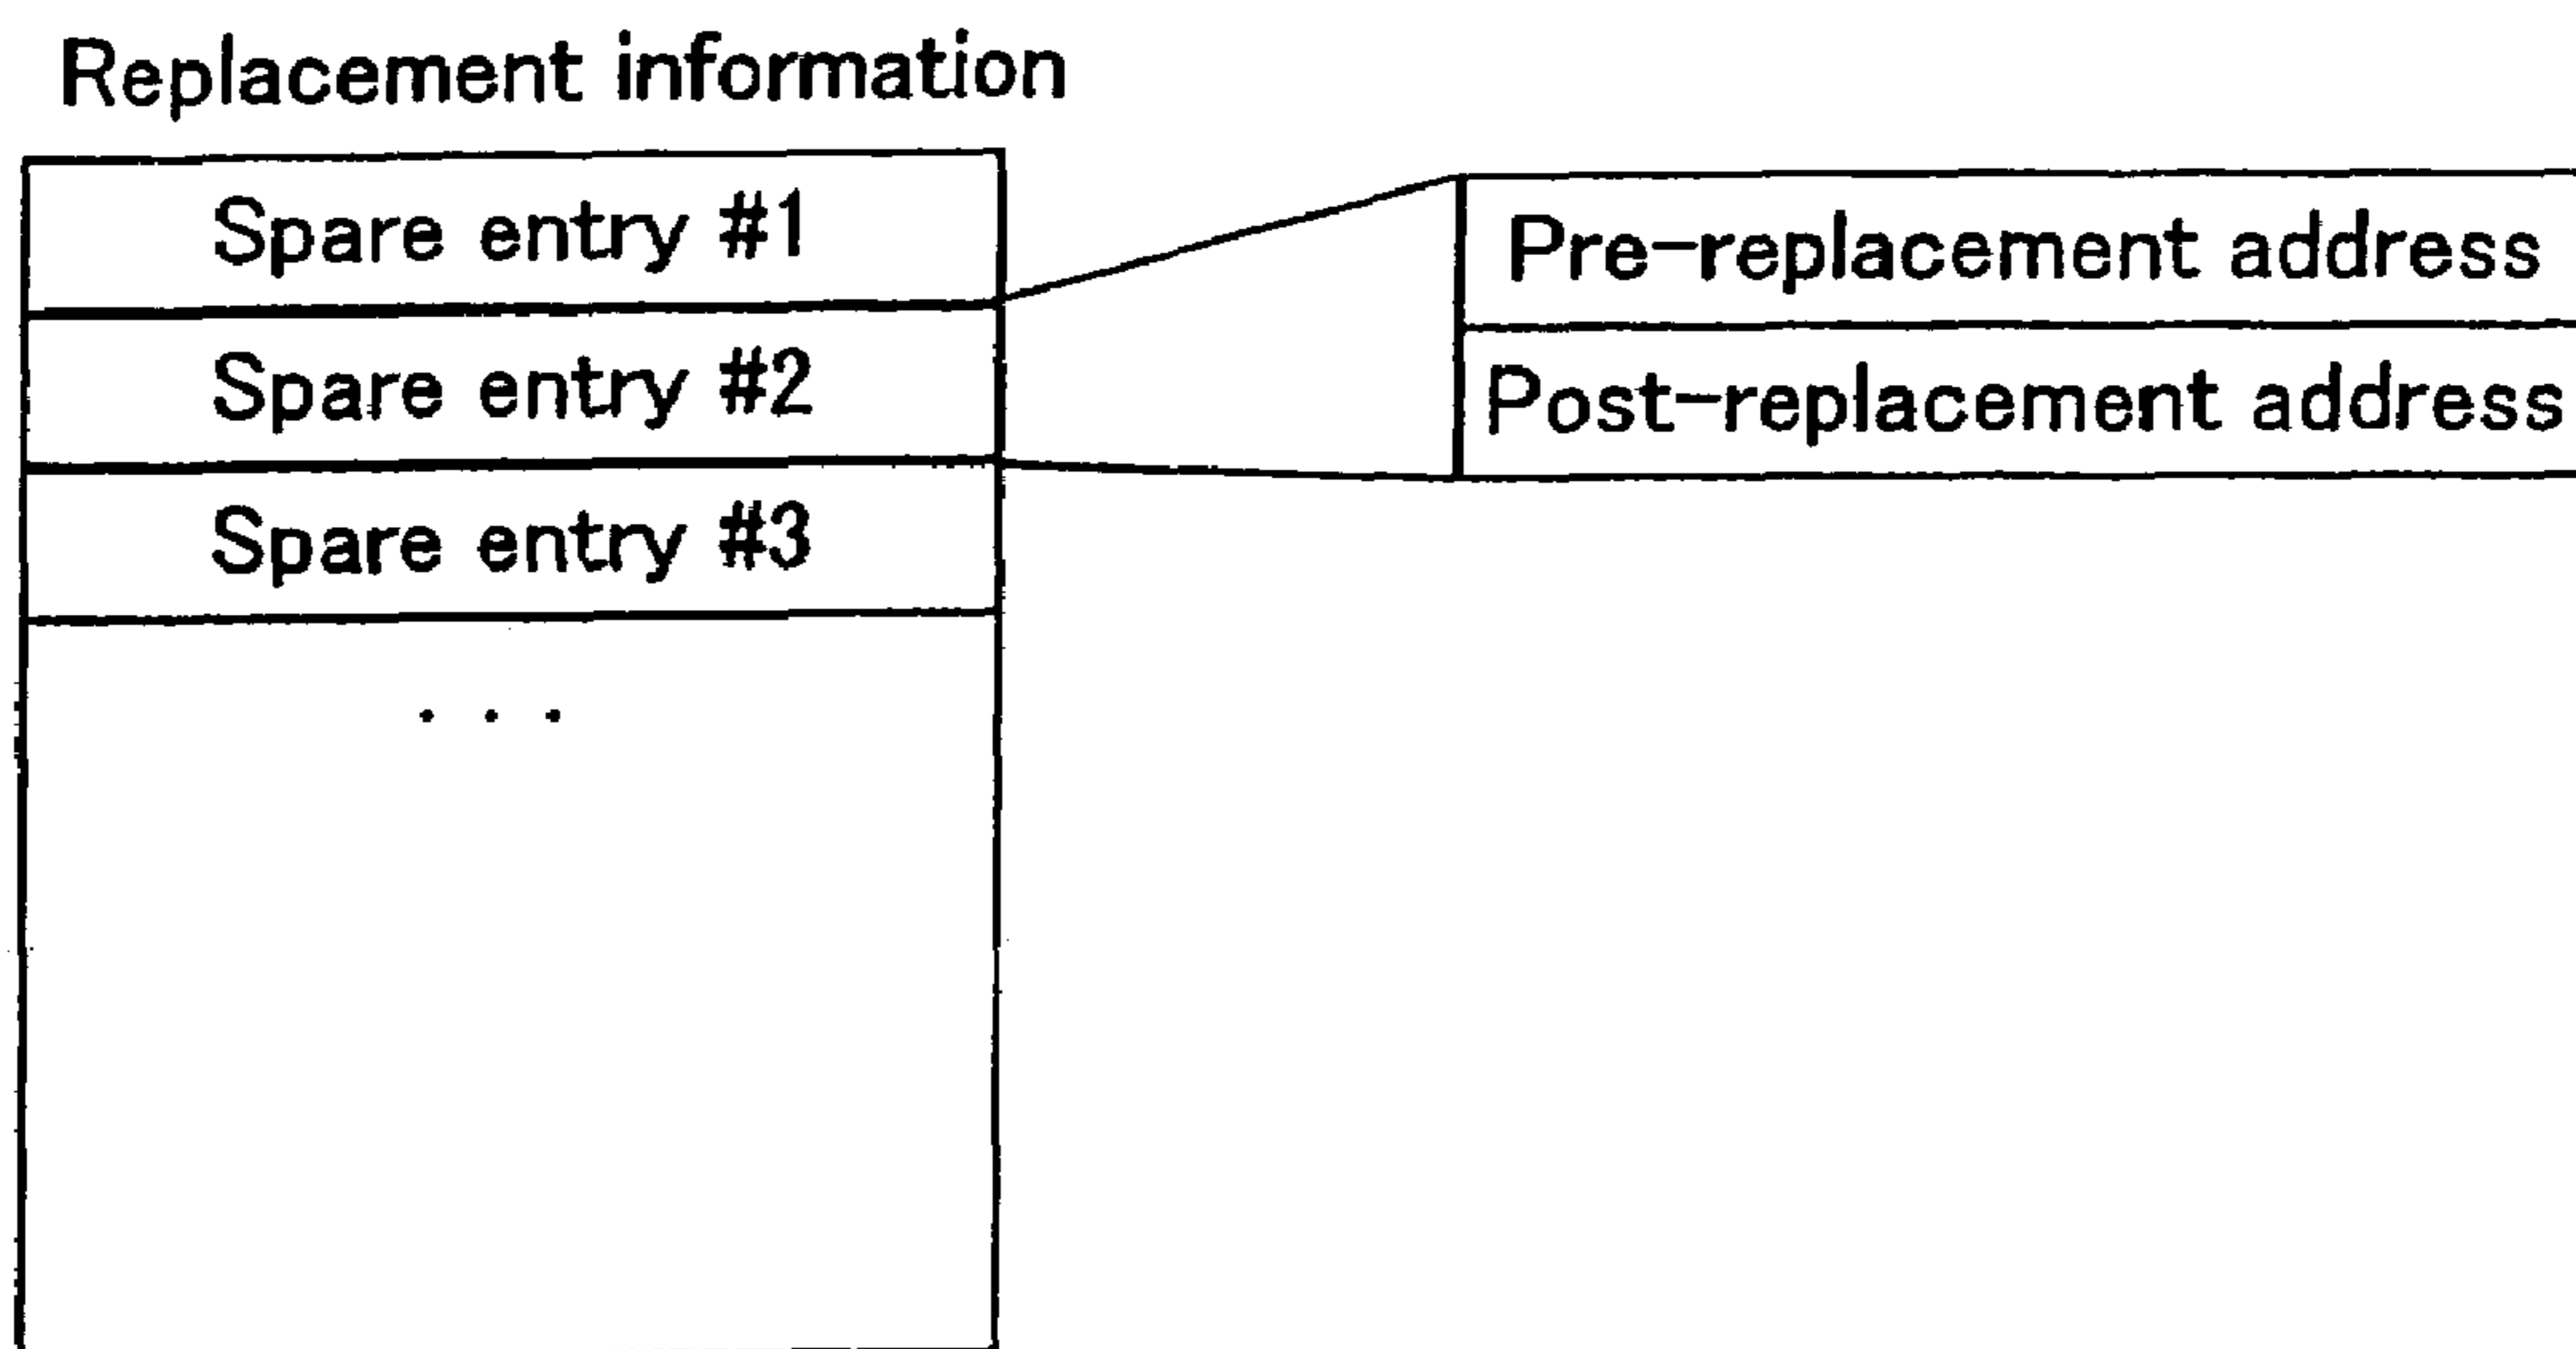 Replacement information
Spare entry #1
Spare entry #2
Spare entry #3
. . .
Pre-replacement address
Post-replacement address